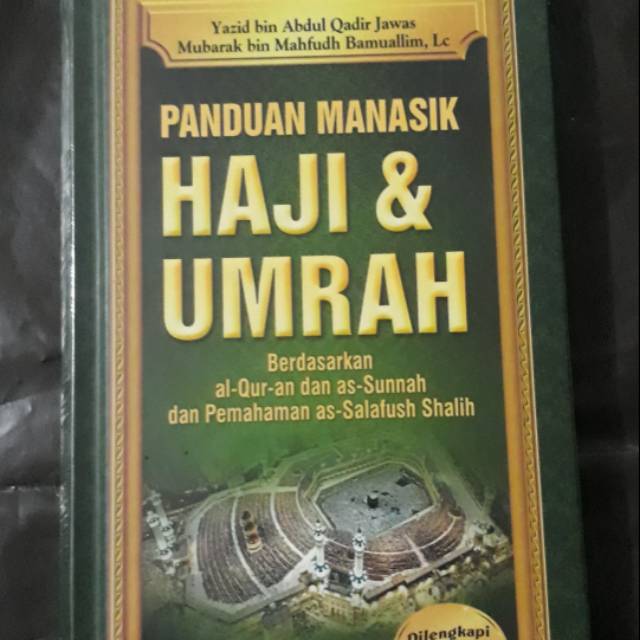 Yazid bin Abdul Qadir Jawas
Mubarak bin Mahfudh Bamuallim, Lc
PANDUAN MANASIK
HAJI &
UMRAH
Berdasarkan
al-Qur-an dan as-Sunnah
dan Pemahaman as-Salafush Shalih
Dilengkapi